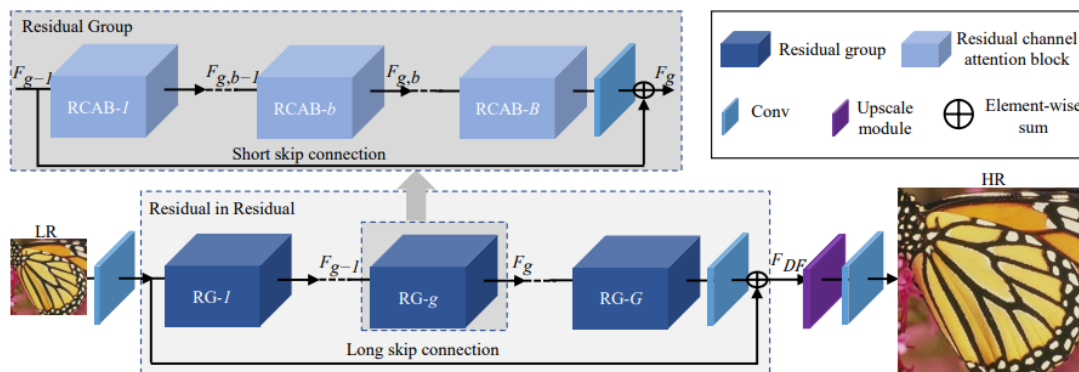 Residual Group
F_{g-1}
RCAB-1
F_{g,b-1}
RCAB-b
F_{g,b}
RCAB-B
F_g
Short skip connection
Residual group
Residual channel
attention block
Conv
Upscale
module
Element-wise
sum
LR
Residual in Residual
RG-1
F_{g-1}
RG-g
F_g
RG-G
F_{DF}
HR
Long skip connection